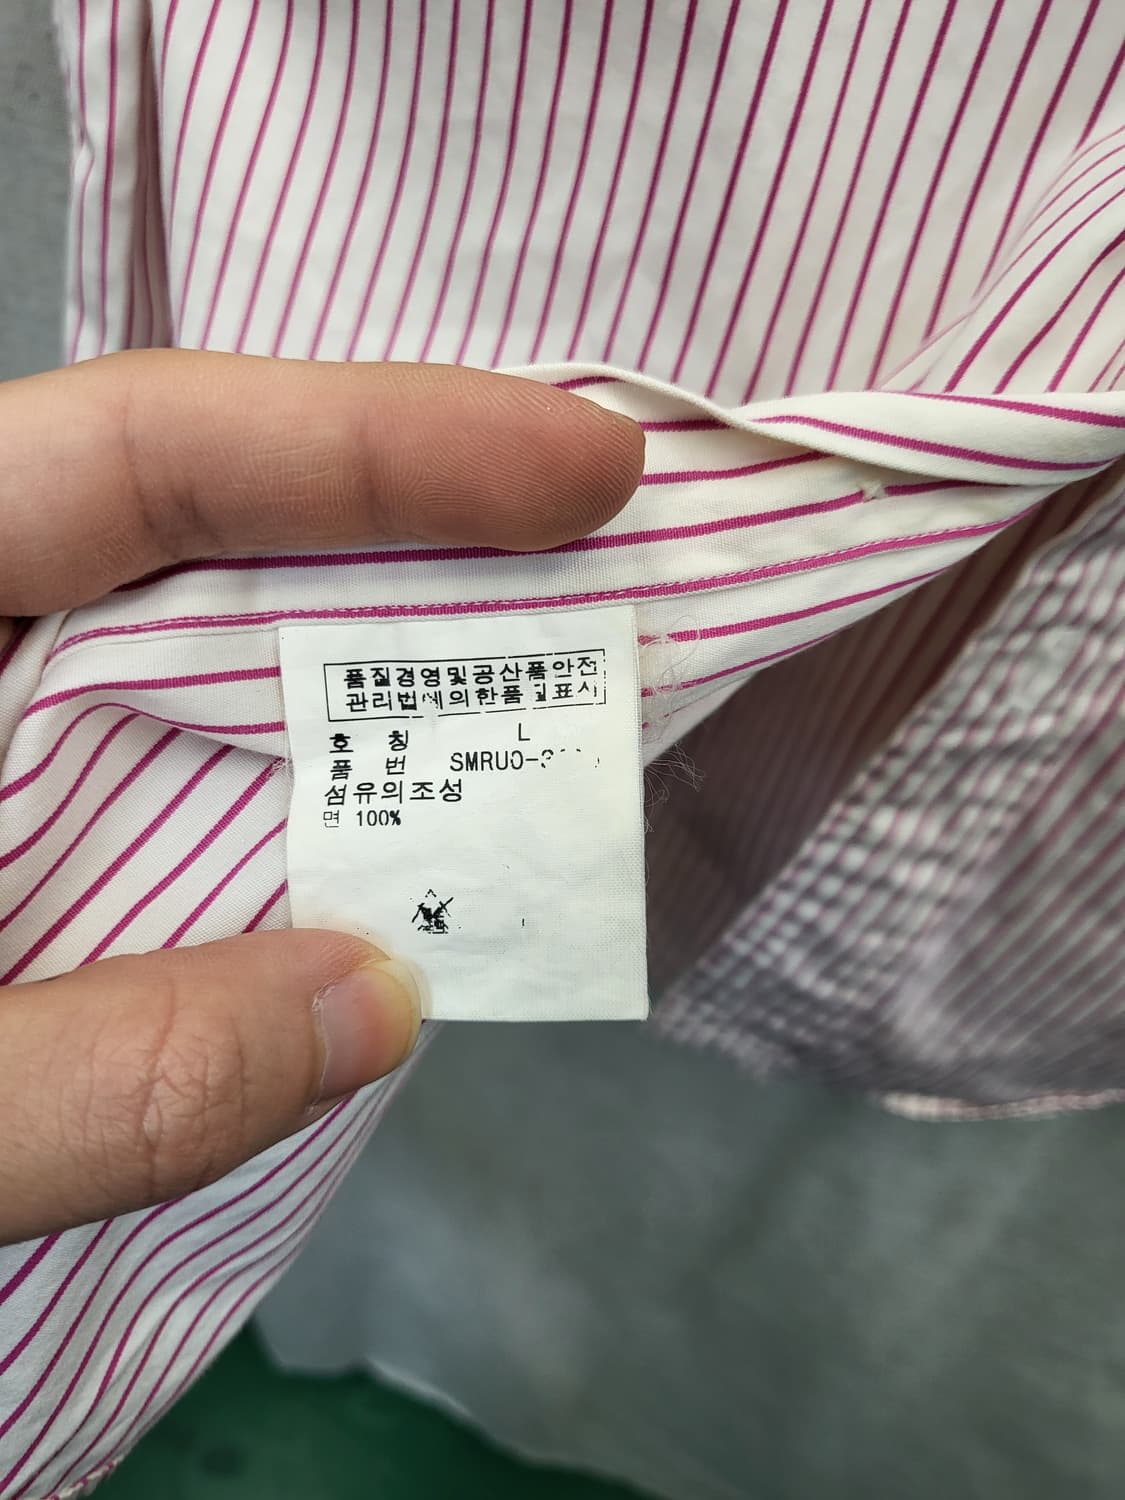 품질경영및공산품안전
관리법에의한품질표시
호 칭 L
품 번
섬유의조성
면 100%